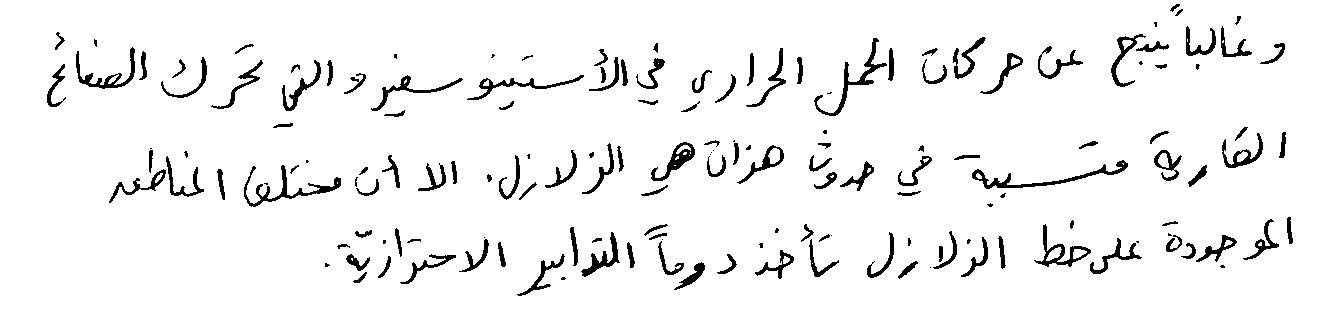 وغالباً ينتج عن حركات الحمل الحراري في الأستينوسفير والتي تحرك الصفائح
القارية متسببة في حدوث هزات هي الزلازل. الا أن مختلف المناطق
الموجودة على خط الزلازل تأخذ دوماً التدابير الاحترازيّة.